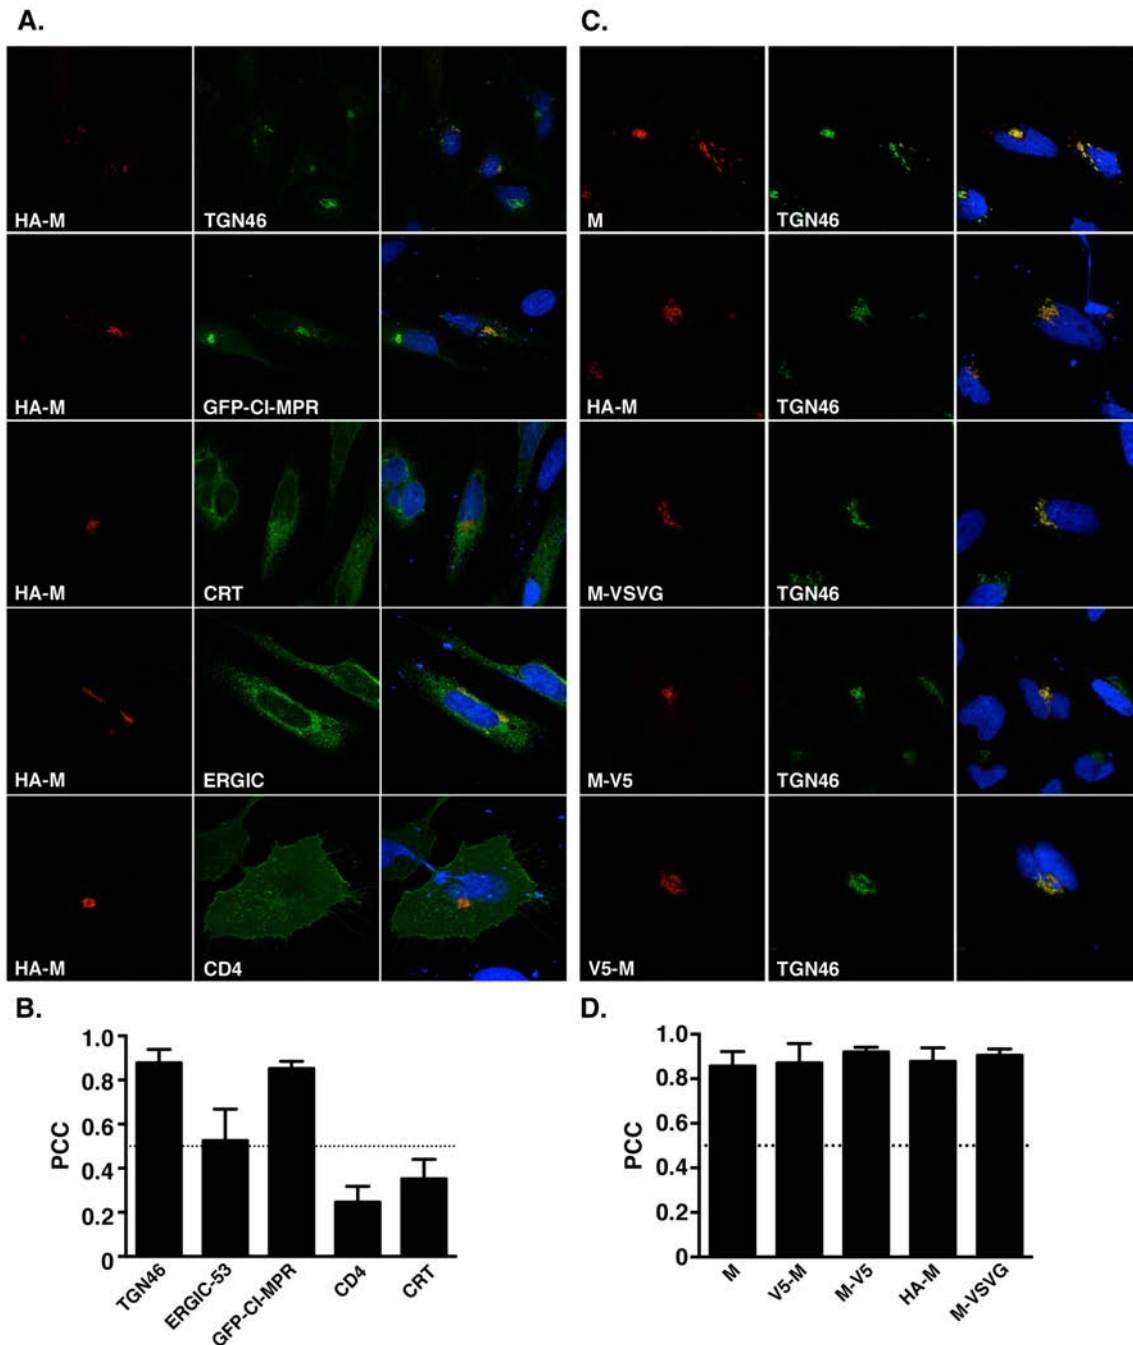 A.
HA-M TGN46
HA-M GFP-CI-MPR
HA-M CRT
HA-M ERGIC
HA-M CD4
B.
1.0
0.8
0.6
0.4
0.2
0
PCC
TGN46
ERGIC-53
GFP-CI-MPR
CD4
CRT
C.
M TGN46
HA-M TGN46
M-VSVG TGN46
M-V5 TGN46
V5-M TGN46
D.
1.0
0.8
0.6
0.4
0.2
0
PCC
M
V5-M
M-V5
HA-M
M-VSVG